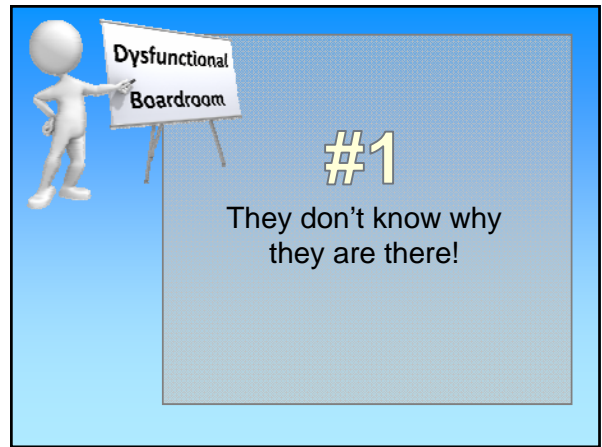 Dysfunctional
Boardroom
#1
They don't know why
they are there!